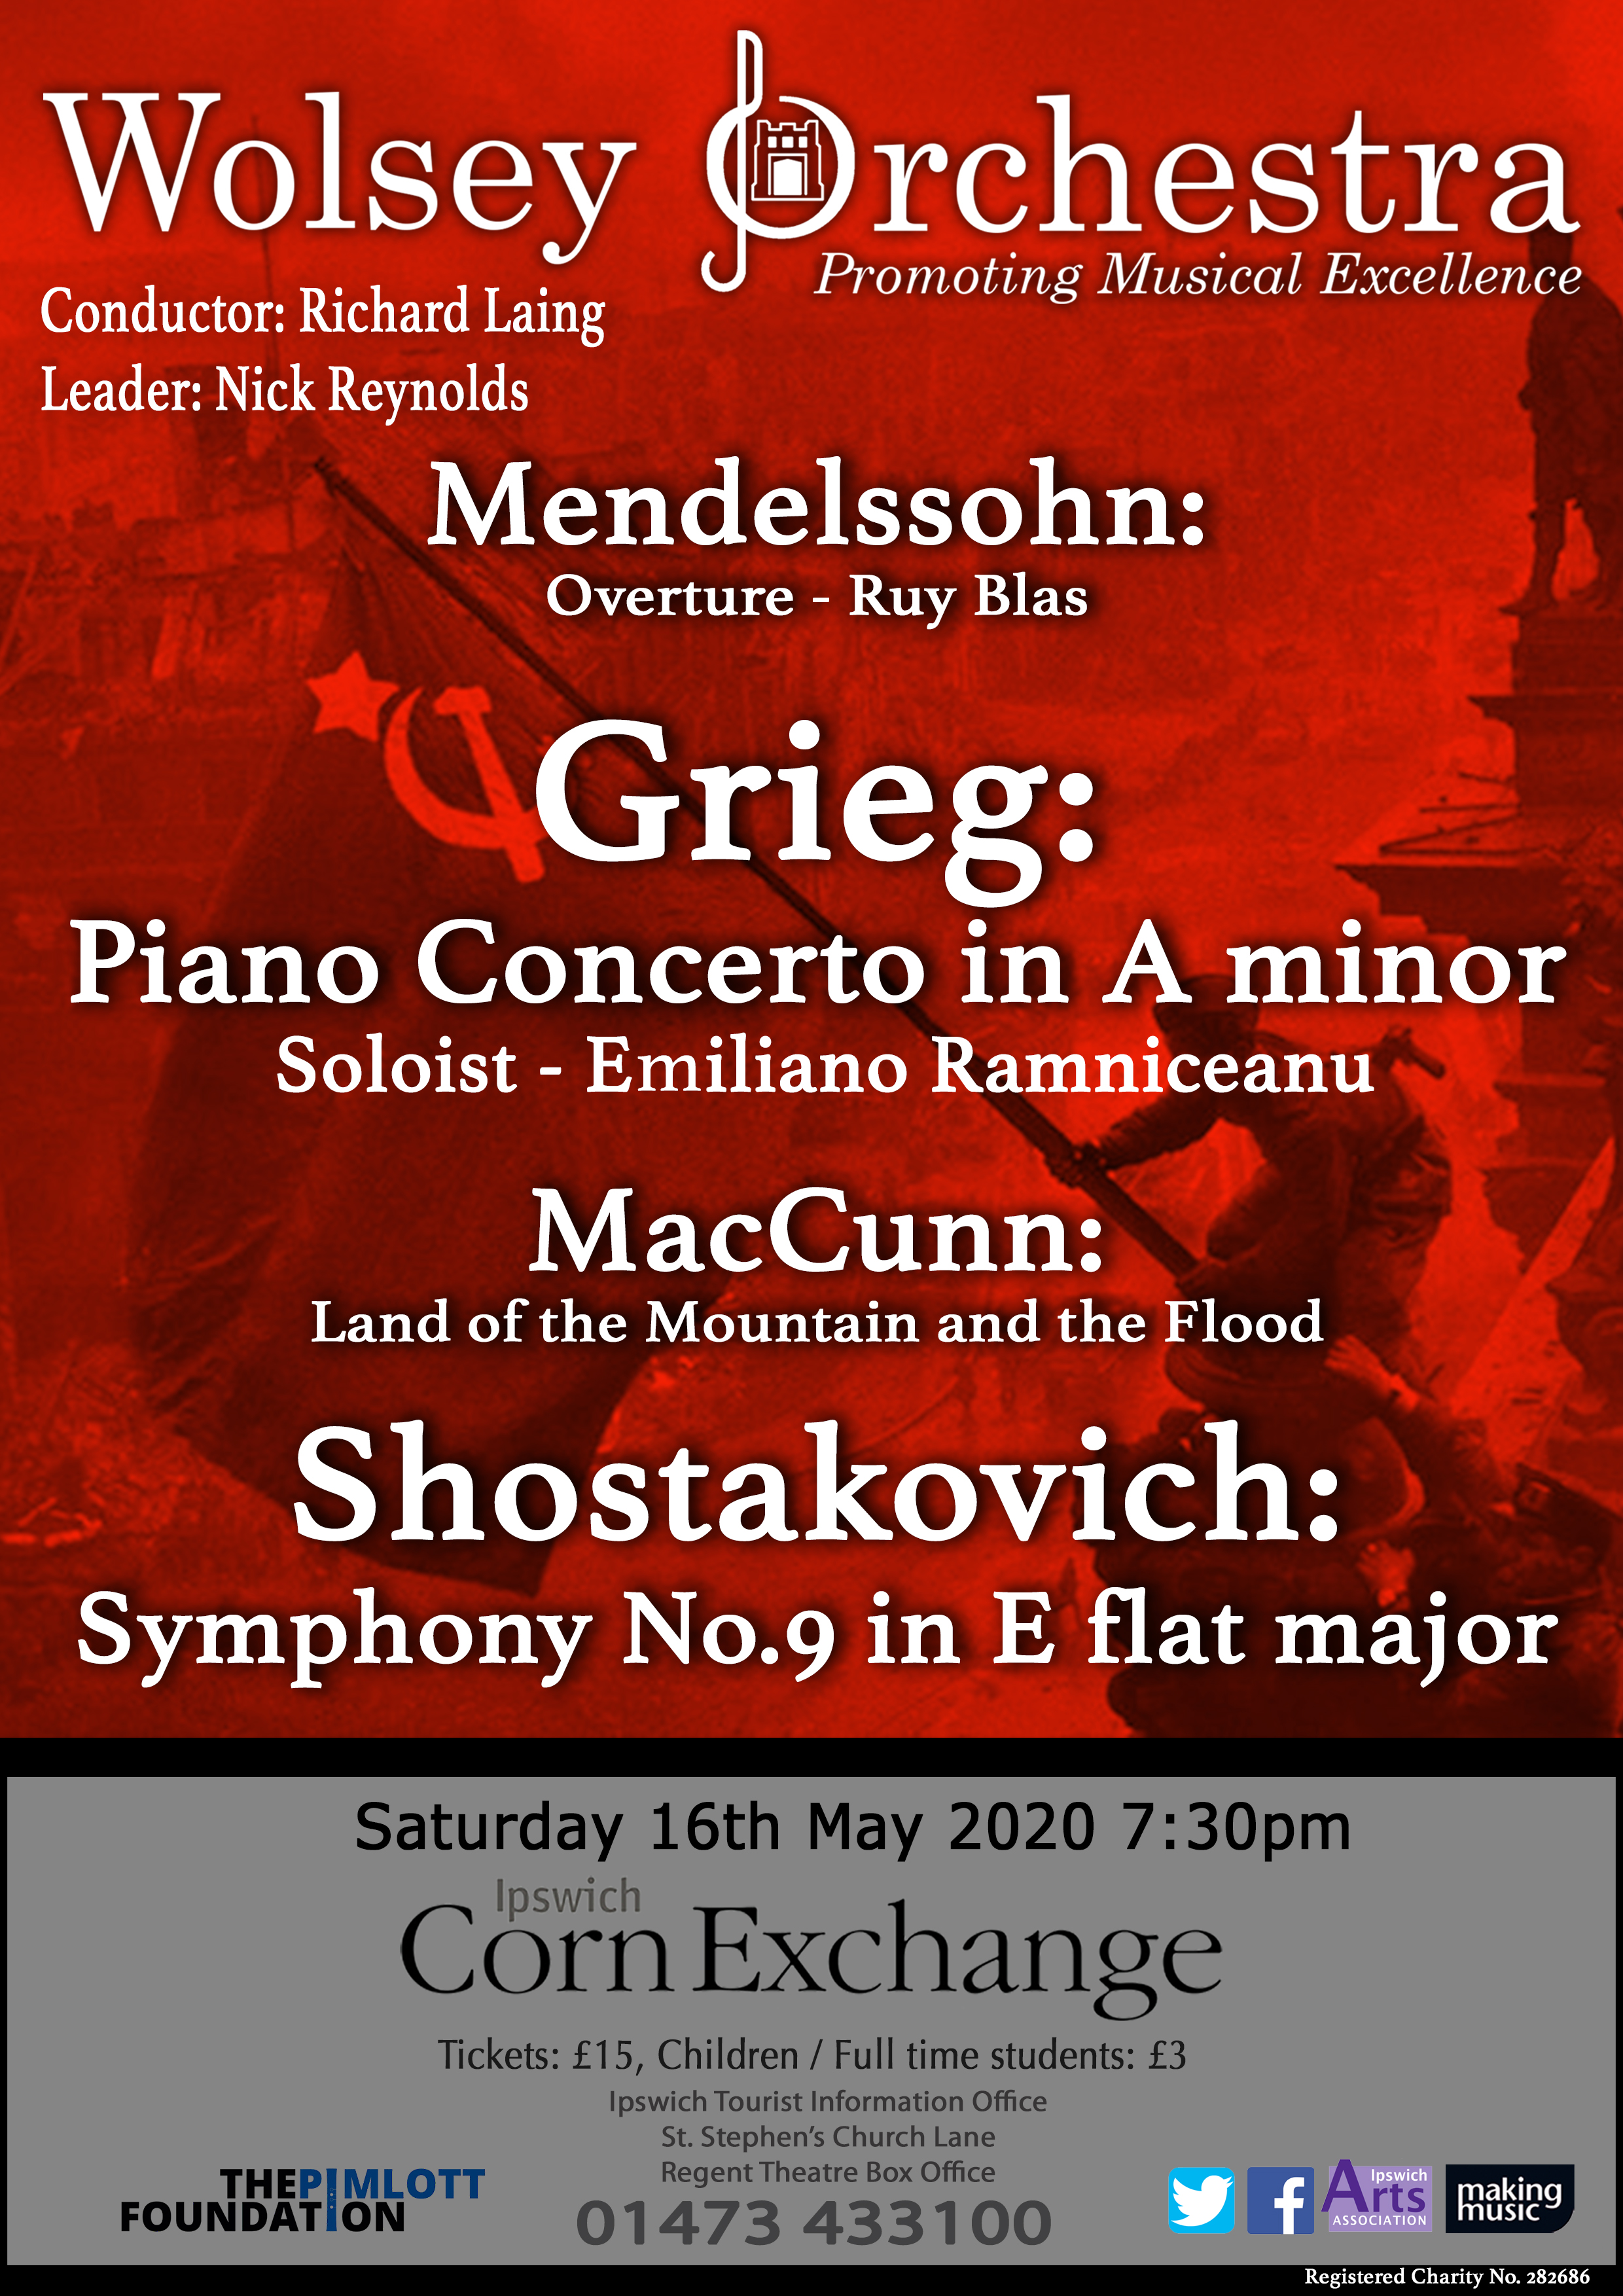 Wolsey Orchestra
Promoting Musical Excellence
Conductor: Richard Laing
Leader: Nick Reynolds
Mendelssohn:
Overture - Ruy Blas
Grieg:
Piano Concerto in A minor
Soloist - Emiliano Ramniceanu
MacCunn:
Land of the Mountain and the Flood
Shostakovich:
Symphony No.9 in E flat major
Saturday 16th May 2020 7:30pm
Ipswich
Corn Exchange
Tickets: £15, Children / Full time students: £3
Ipswich Tourist Information Office
St. Stephen's Church Lane
Regent Theatre Box Office
01473 433100
THE PIMLOTT
FOUNDATION
Ipswich
Arts
ASSOCIATION
making
music
Registered Charity No. 282686